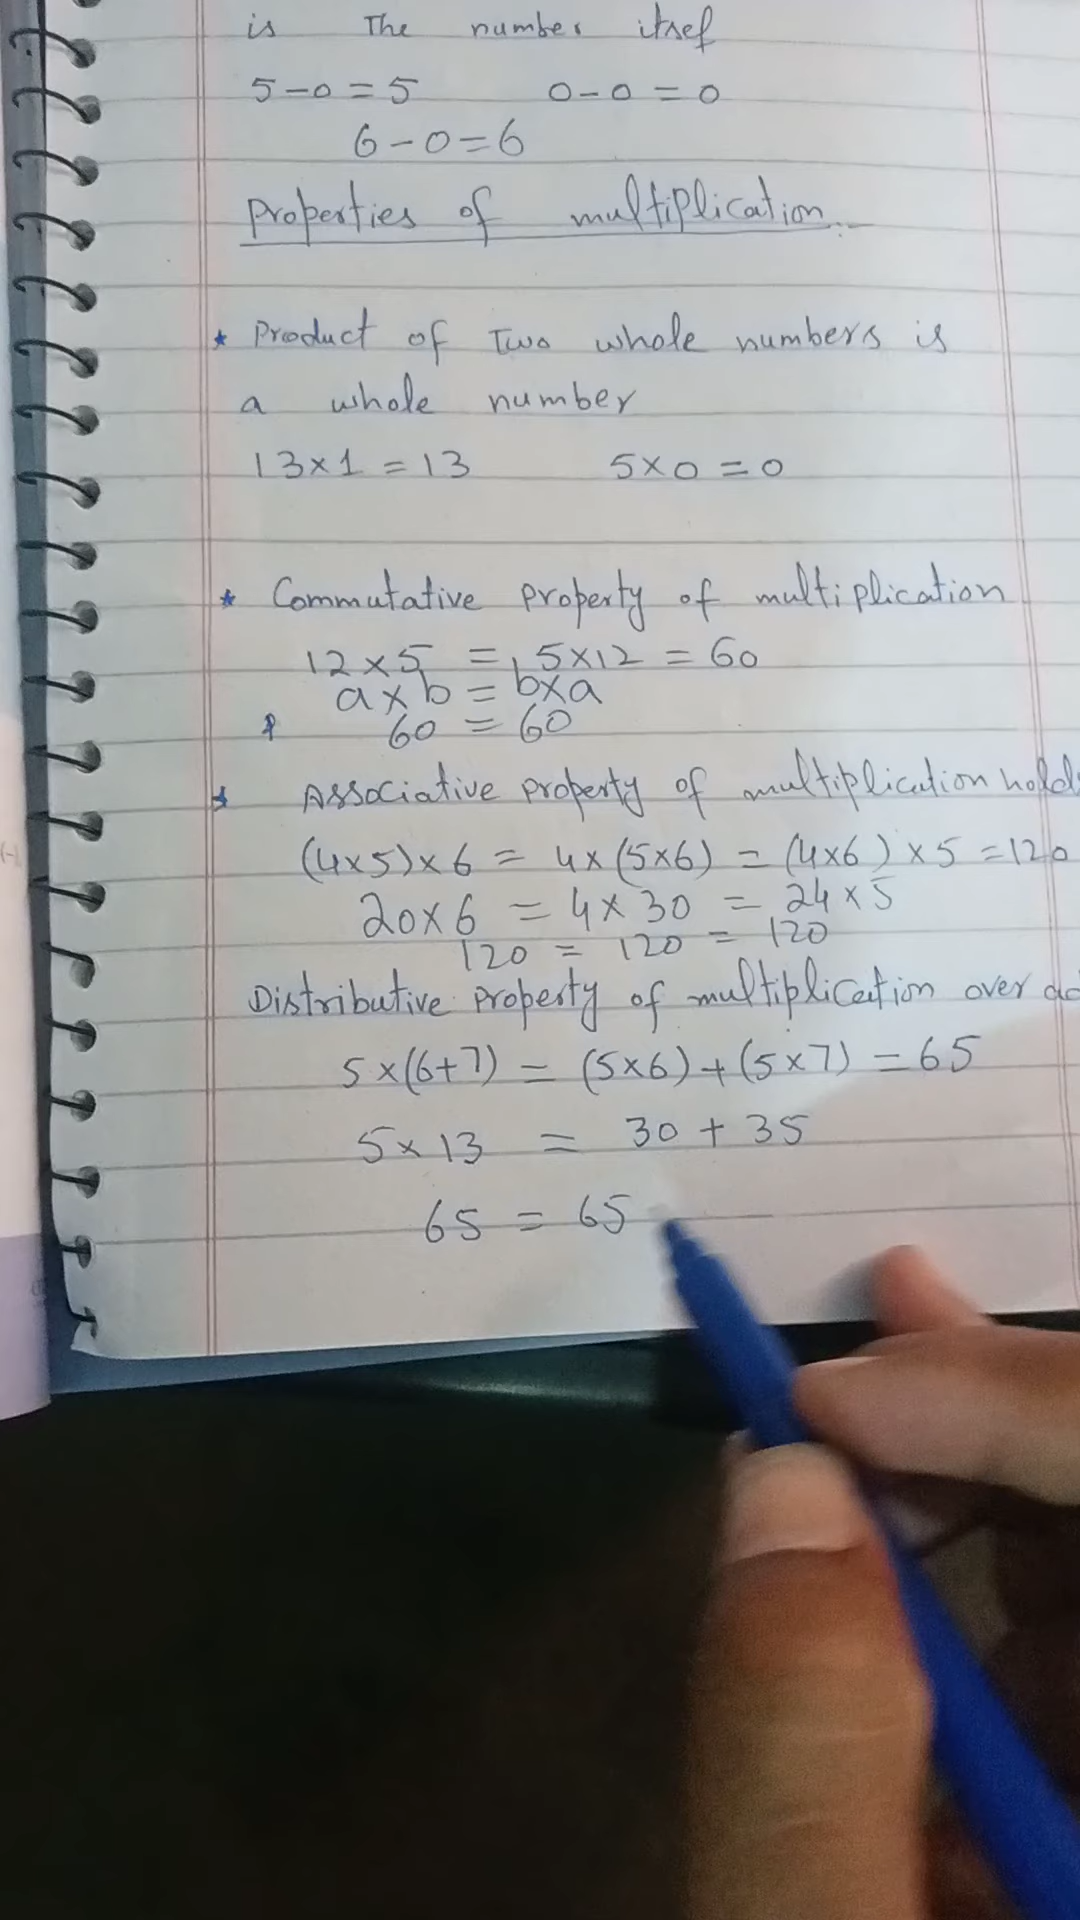 is The number itsef
5-0=5 0-0=0
6-0=6
Properties of multiplication
* Product of Two whole numbers is
a whole number
13×1=13 5×0=0
* Commutative property of multiplication
12×5 = 5×12 = 60
a×b = b×a
60 = 60
* Associative property of multiplication hold
(4×5)×6 = 4×(5×6) = (4×6)×5 =120
20×6 = 4×30 = 24×5
120 = 120 = 120
Distributive property of multiplication over
5×(6+7) = (5×6)+(5×7) =65
5×13 = 30+35
65 = 65